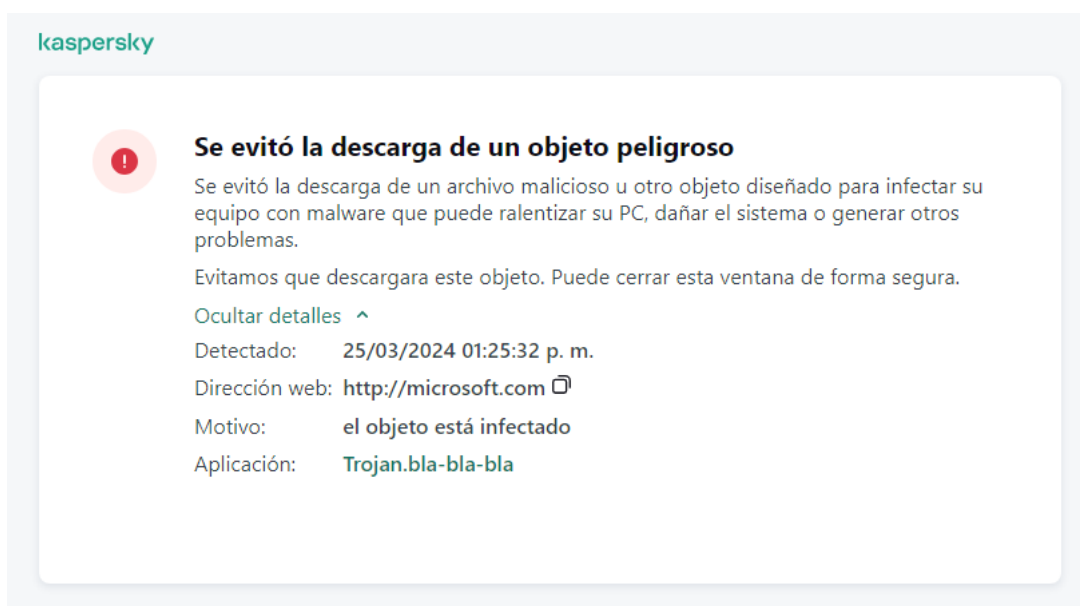 kaspersky
Se evitó la descarga de un objeto peligroso
Se evitó la descarga de un archivo malicioso u otro objeto diseñado para infectar su
equipo con malware que puede ralentizar su PC, dañar el sistema o generar otros
problemas.
Evitamos que descargara este objeto. Puede cerrar esta ventana de forma segura.
Ocultar detalles
Detectado: 25/03/2024 01:25:32 p. m.
Dirección web: http://microsoft.com
Motivo: el objeto está infectado
Aplicación: Trojan.bla-bla-bla